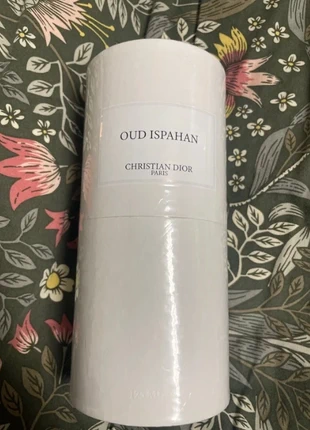 OUD ISPAHAN
CHRISTIAN DIOR
PARIS